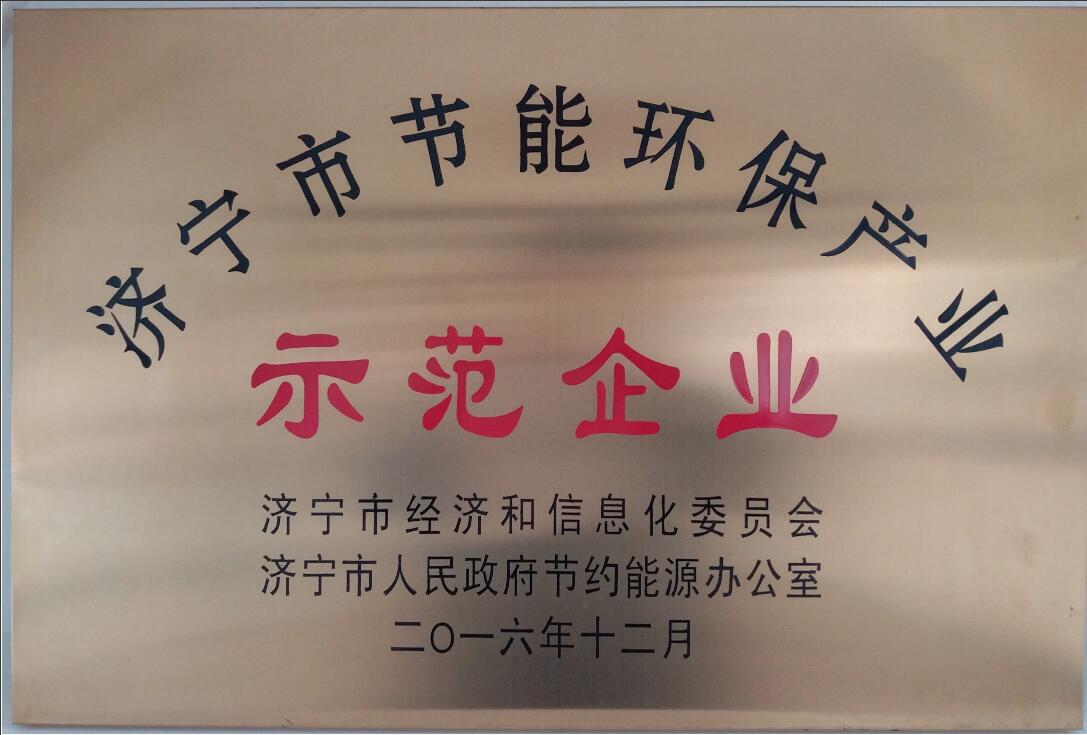 济宁市节能环保产业
示范企业
济宁市经济和信息化委员会
济宁市人民政府节约能源办公室
二〇一六年十二月